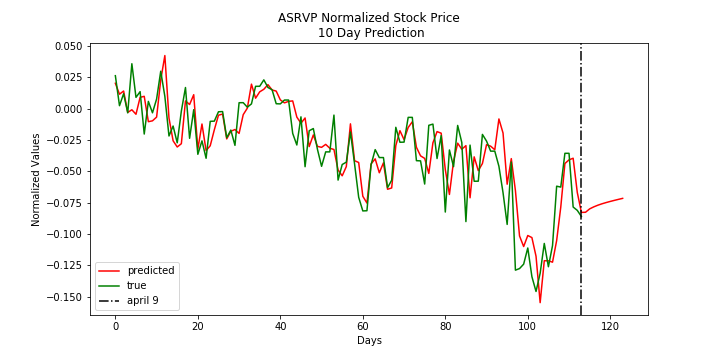 ASRVP Normalized Stock Price
10 Day Prediction
Normalized Values
0.050
0.025
0.000
−0.025
−0.050
−0.075
−0.100
−0.125
−0.150
predicted
true
april 9
0 20 40 60 80 100 120
Days